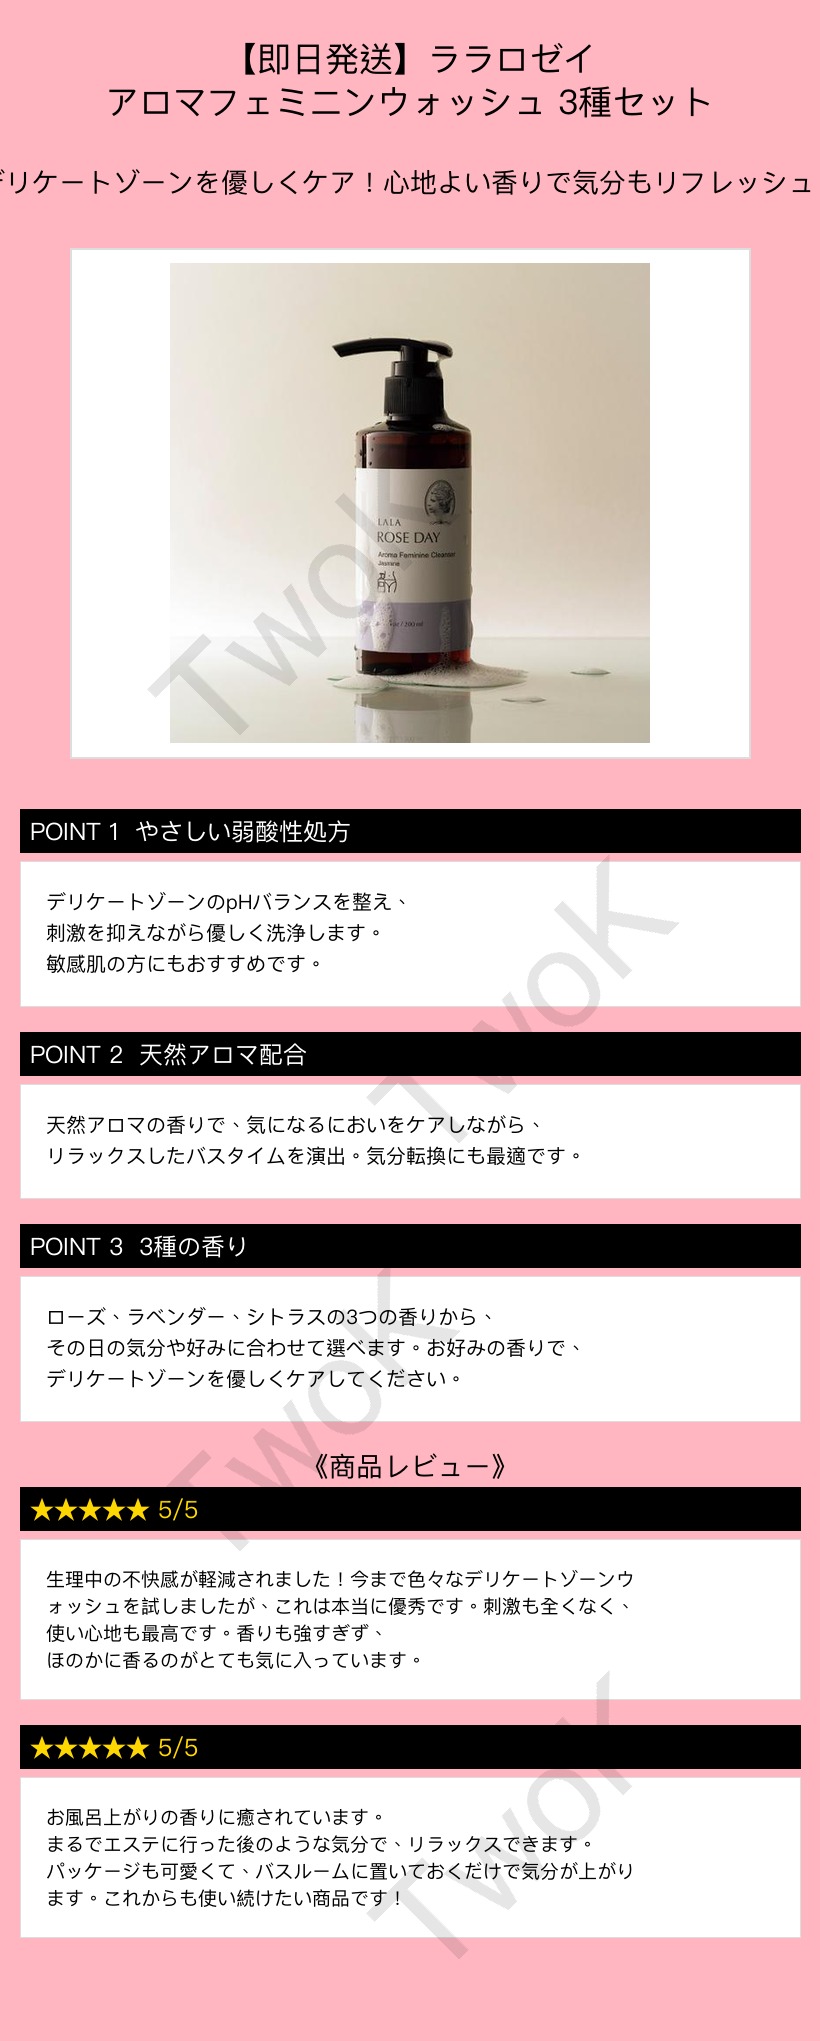 【即日発送】ララロゼイ
アロマフェミニンウォッシュ 3種セット
デリケートゾーンを優しくケア！心地よい香りで気分もリフレッシュ
LALA
ROSE DAY
Aroma Feminine Cleanser
Jasmine
/ 200 ml
TwoK
POINT 1 やさしい弱酸性処方
デリケートゾーンのpHバランスを整え、
刺激を抑えながら優しく洗浄します。
敏感肌の方にもおすすめです。
TwoK
POINT 2 天然アロマ配合
天然アロマの香りで、気になるにおいをケアしながら、
リラックスしたバスタイムを演出。気分転換にも最適です。
POINT 3 3種の香り
ローズ、ラベンダー、シトラスの3つの香りから、
その日の気分や好みに合わせて選べます。お好みの香りで、
デリケートゾーンを優しくケアしてください。
TwoK
《商品レビュー》
★★★★★ 5/5
生理中の不快感が軽減されました！今まで色々なデリケートゾーンウ
ォッシュを試しましたが、これは本当に優秀です。刺激も全くなく、
使い心地も最高です。香りも強すぎず、
ほのかに香るのがとても気に入っています。
★★★★★ 5/5
お風呂上がりの香りに癒されています。
まるでエステに行った後のような気分で、リラックスできます。
パッケージも可愛くて、バスルームに置いておくだけで気分が上がり
ます。これからも使い続けたい商品です！
TwoK